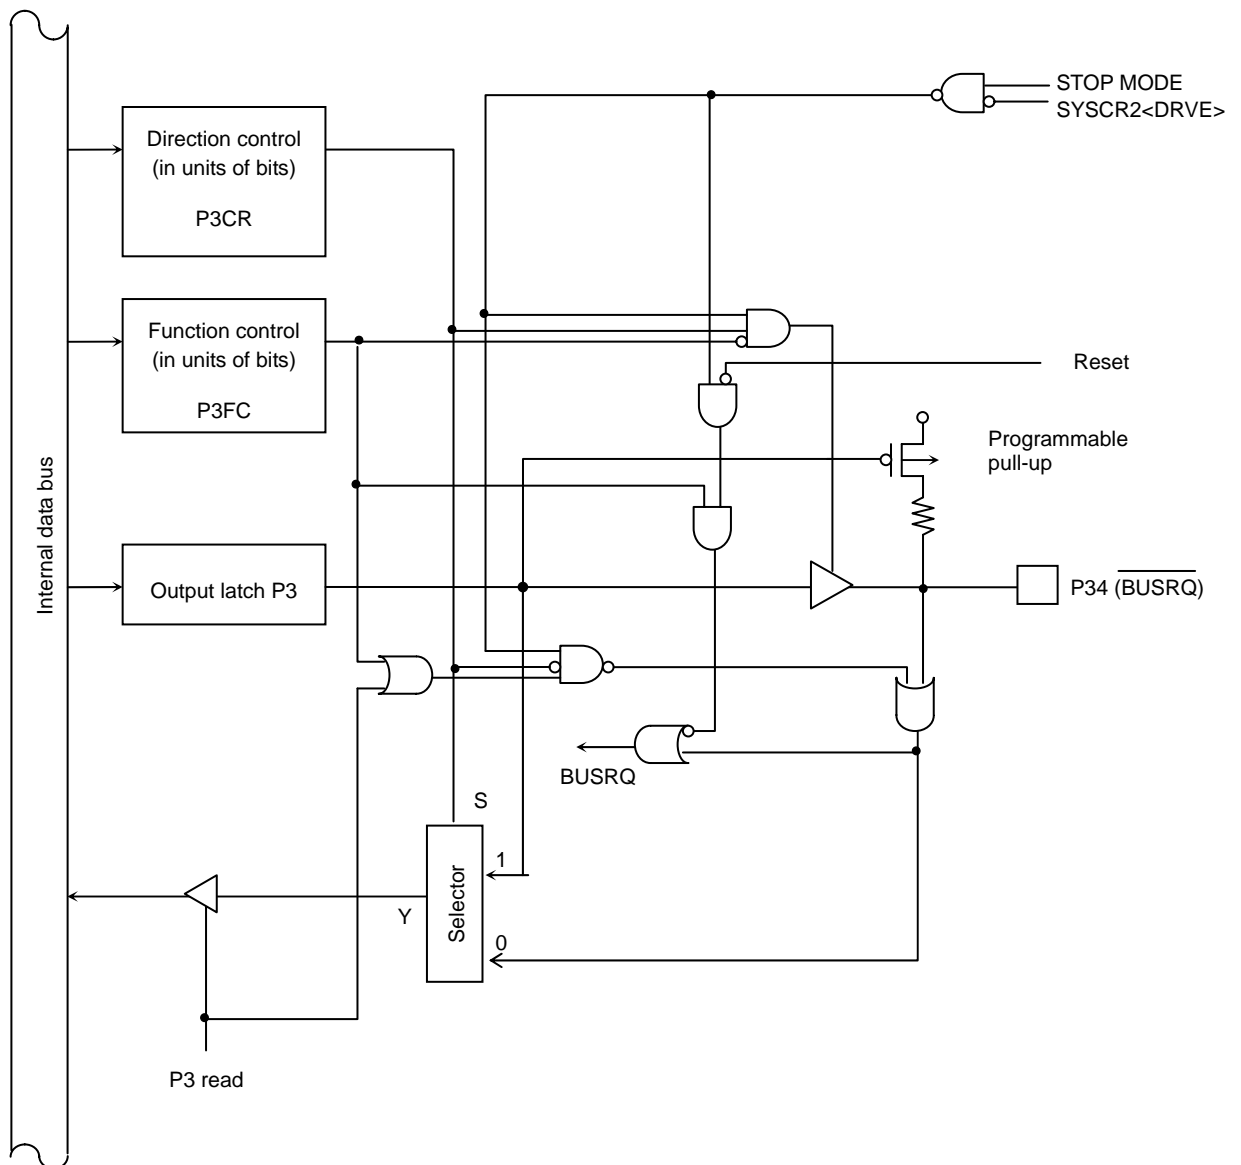 STOP MODE
SYSCR2<DRVE>
Direction control
(in units of bits)
P3CR
Function control
(in units of bits)
P3FC
Reset
Programmable
pull-up
Internal data bus
Output latch P3
P34 (BUSRQ)
BUSRQ
S
1
Selector
Y
0
P3 read